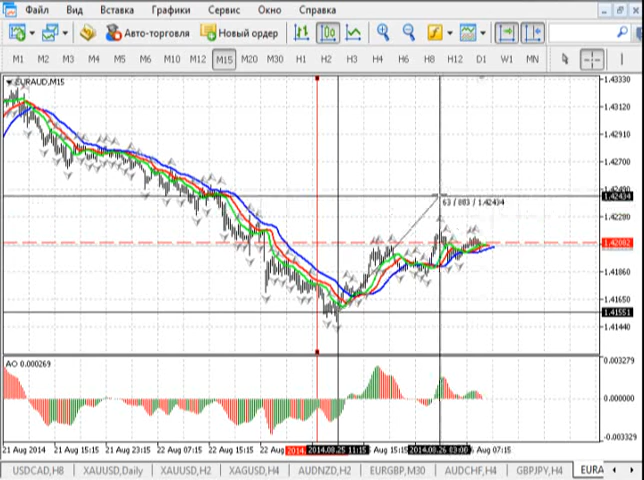 Файл Вид Вставка Графики Сервис Окно Справка
Авто-торговля Новый ордер
M1 M2 M3 M4 M5 M6 M10 M12 M15 M20 M30 H1 H2 H3 H4 H6 H8 H12 D1 W1 MN
EURAUD,M15
1.43330
1.43120
1.42910
1.42700
1.42490
1.42434
63 / 883 / 1.42434
1.42280
1.42082
1.41860
1.41650
1.41551
1.41440
AO 0.000269
0.003279
0.000000
-0.003329
21 Aug 2014 21 Aug 15:15 21 Aug 23:15 22 Aug 07:15 22 Aug 15:15 22 Aug 2014. 2014.08.25 11:15 Aug 15:15 2014.08.26 03:00 Aug 07:15
USDCAD,H8 XAUUSD,Daily XAUUSD,H2 XAGUSD,H4 AUDNZD,H2 EURGBP,M30 AUDCHF,H4 GBPJPY,H4 EURA